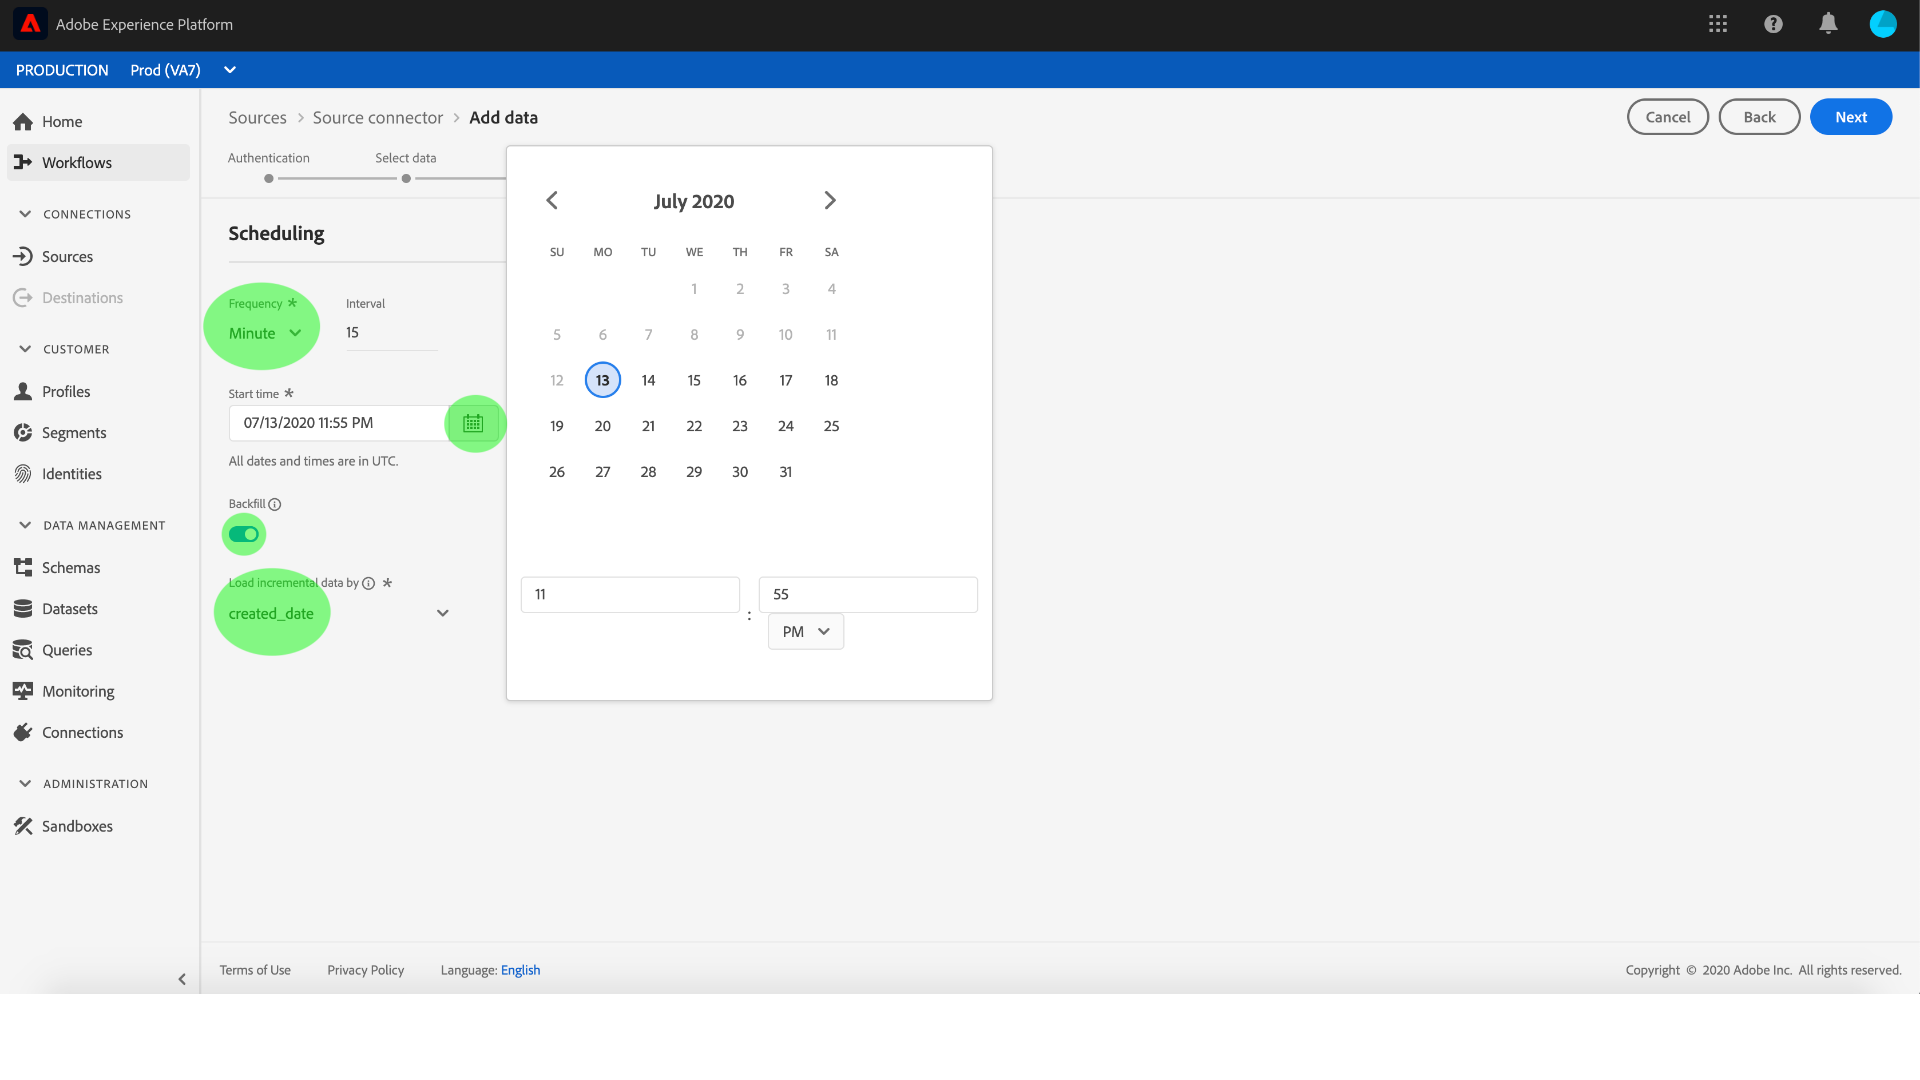 Adobe Experience Platform
PRODUCTION Prod (VA7)
Home
Workflows
CONNECTIONS
Sources
Destinations
CUSTOMER
Profiles
Segments
Identities
DATA MANAGEMENT
Schemas
Datasets
Queries
Monitoring
Connections
ADMINISTRATION
Sandboxes
Sources > Source connector > Add data
Cancel Back Next
Authentication Select data
Scheduling
Frequency * Interval
Minute 15
Start time *
07/13/2020 11:55 PM
All dates and times are in UTC.
Backfill
Load incremental data by *
created_date
July 2020
SU MO TU WE TH FR SA
1 2 3 4
5 6 7 8 9 10 11
12 13 14 15 16 17 18
19 20 21 22 23 24 25
26 27 28 29 30 31
11 : 55
PM
Terms of Use Privacy Policy Language: English
Copyright © 2020 Adobe Inc. All rights reserved.